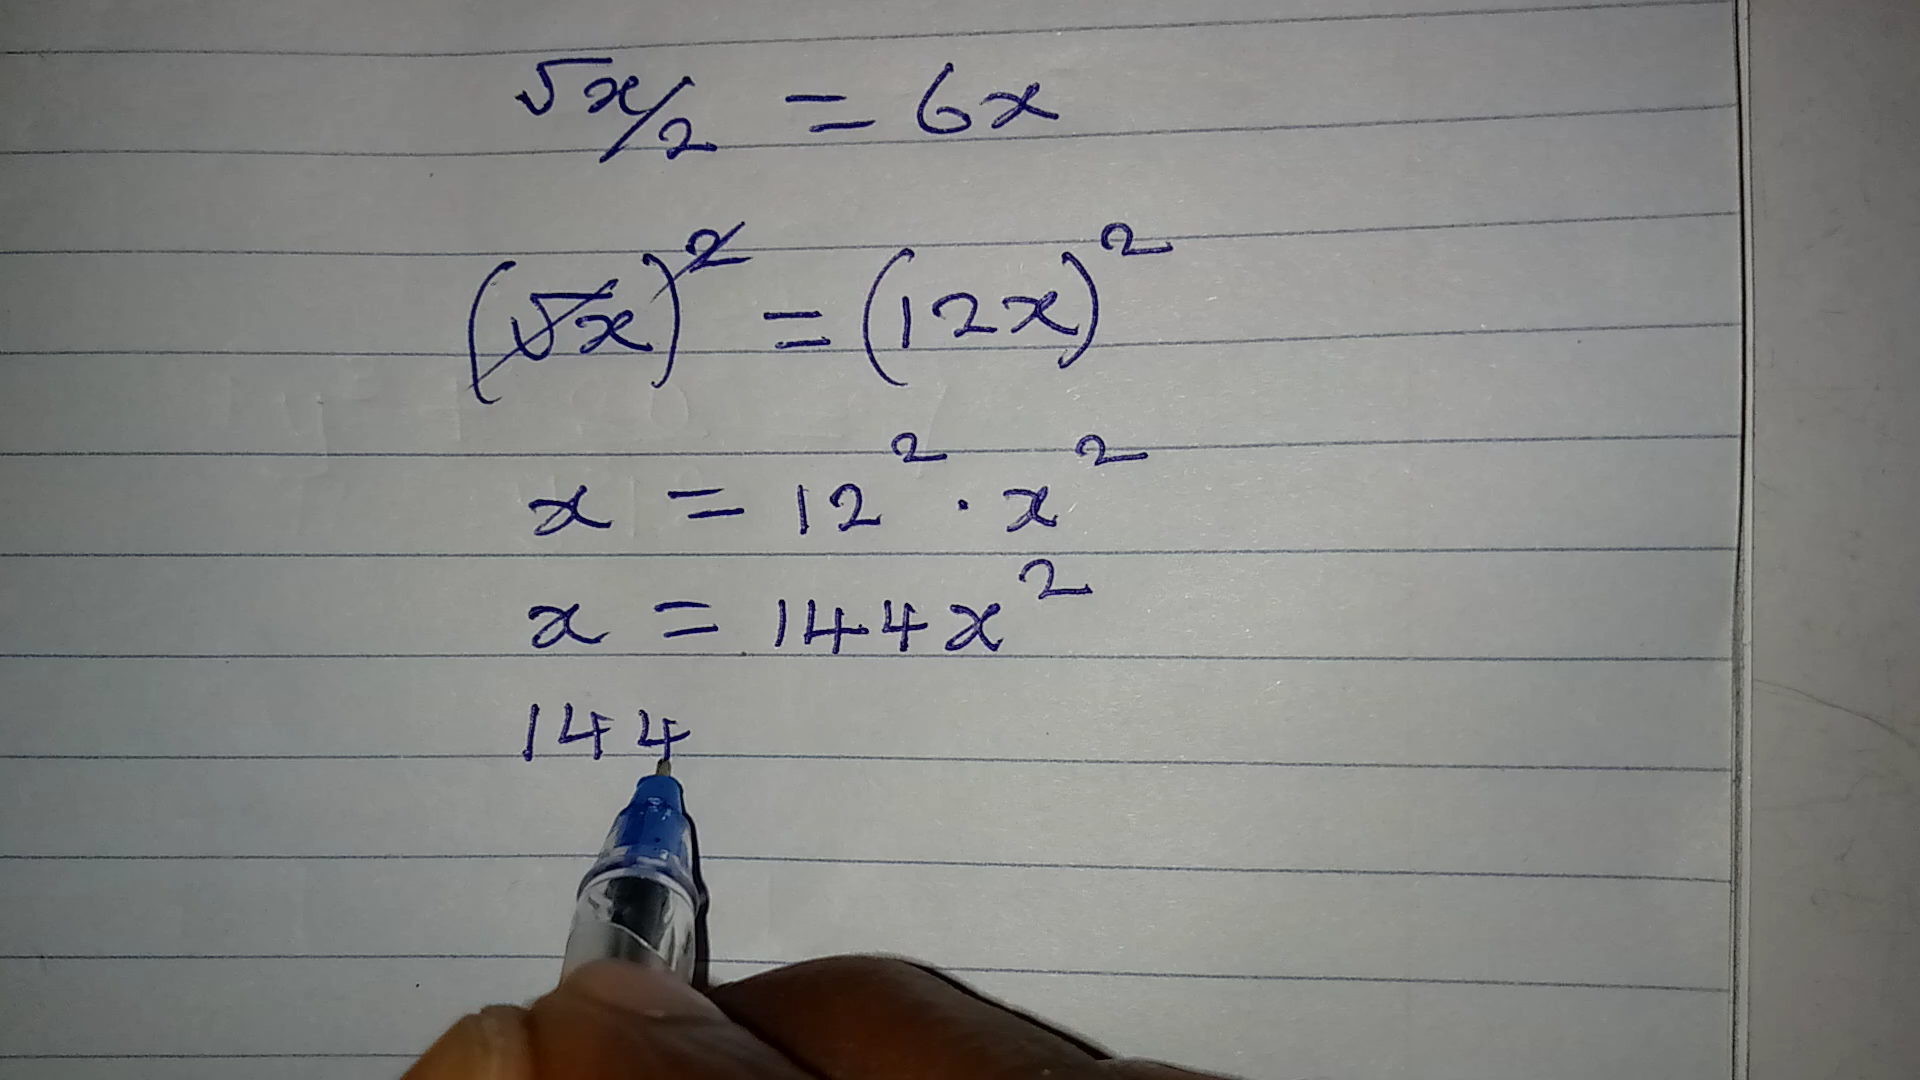 √x/2 = 6x
(√x)² = (12x)²
x = 12² · x²
x = 144x²
144